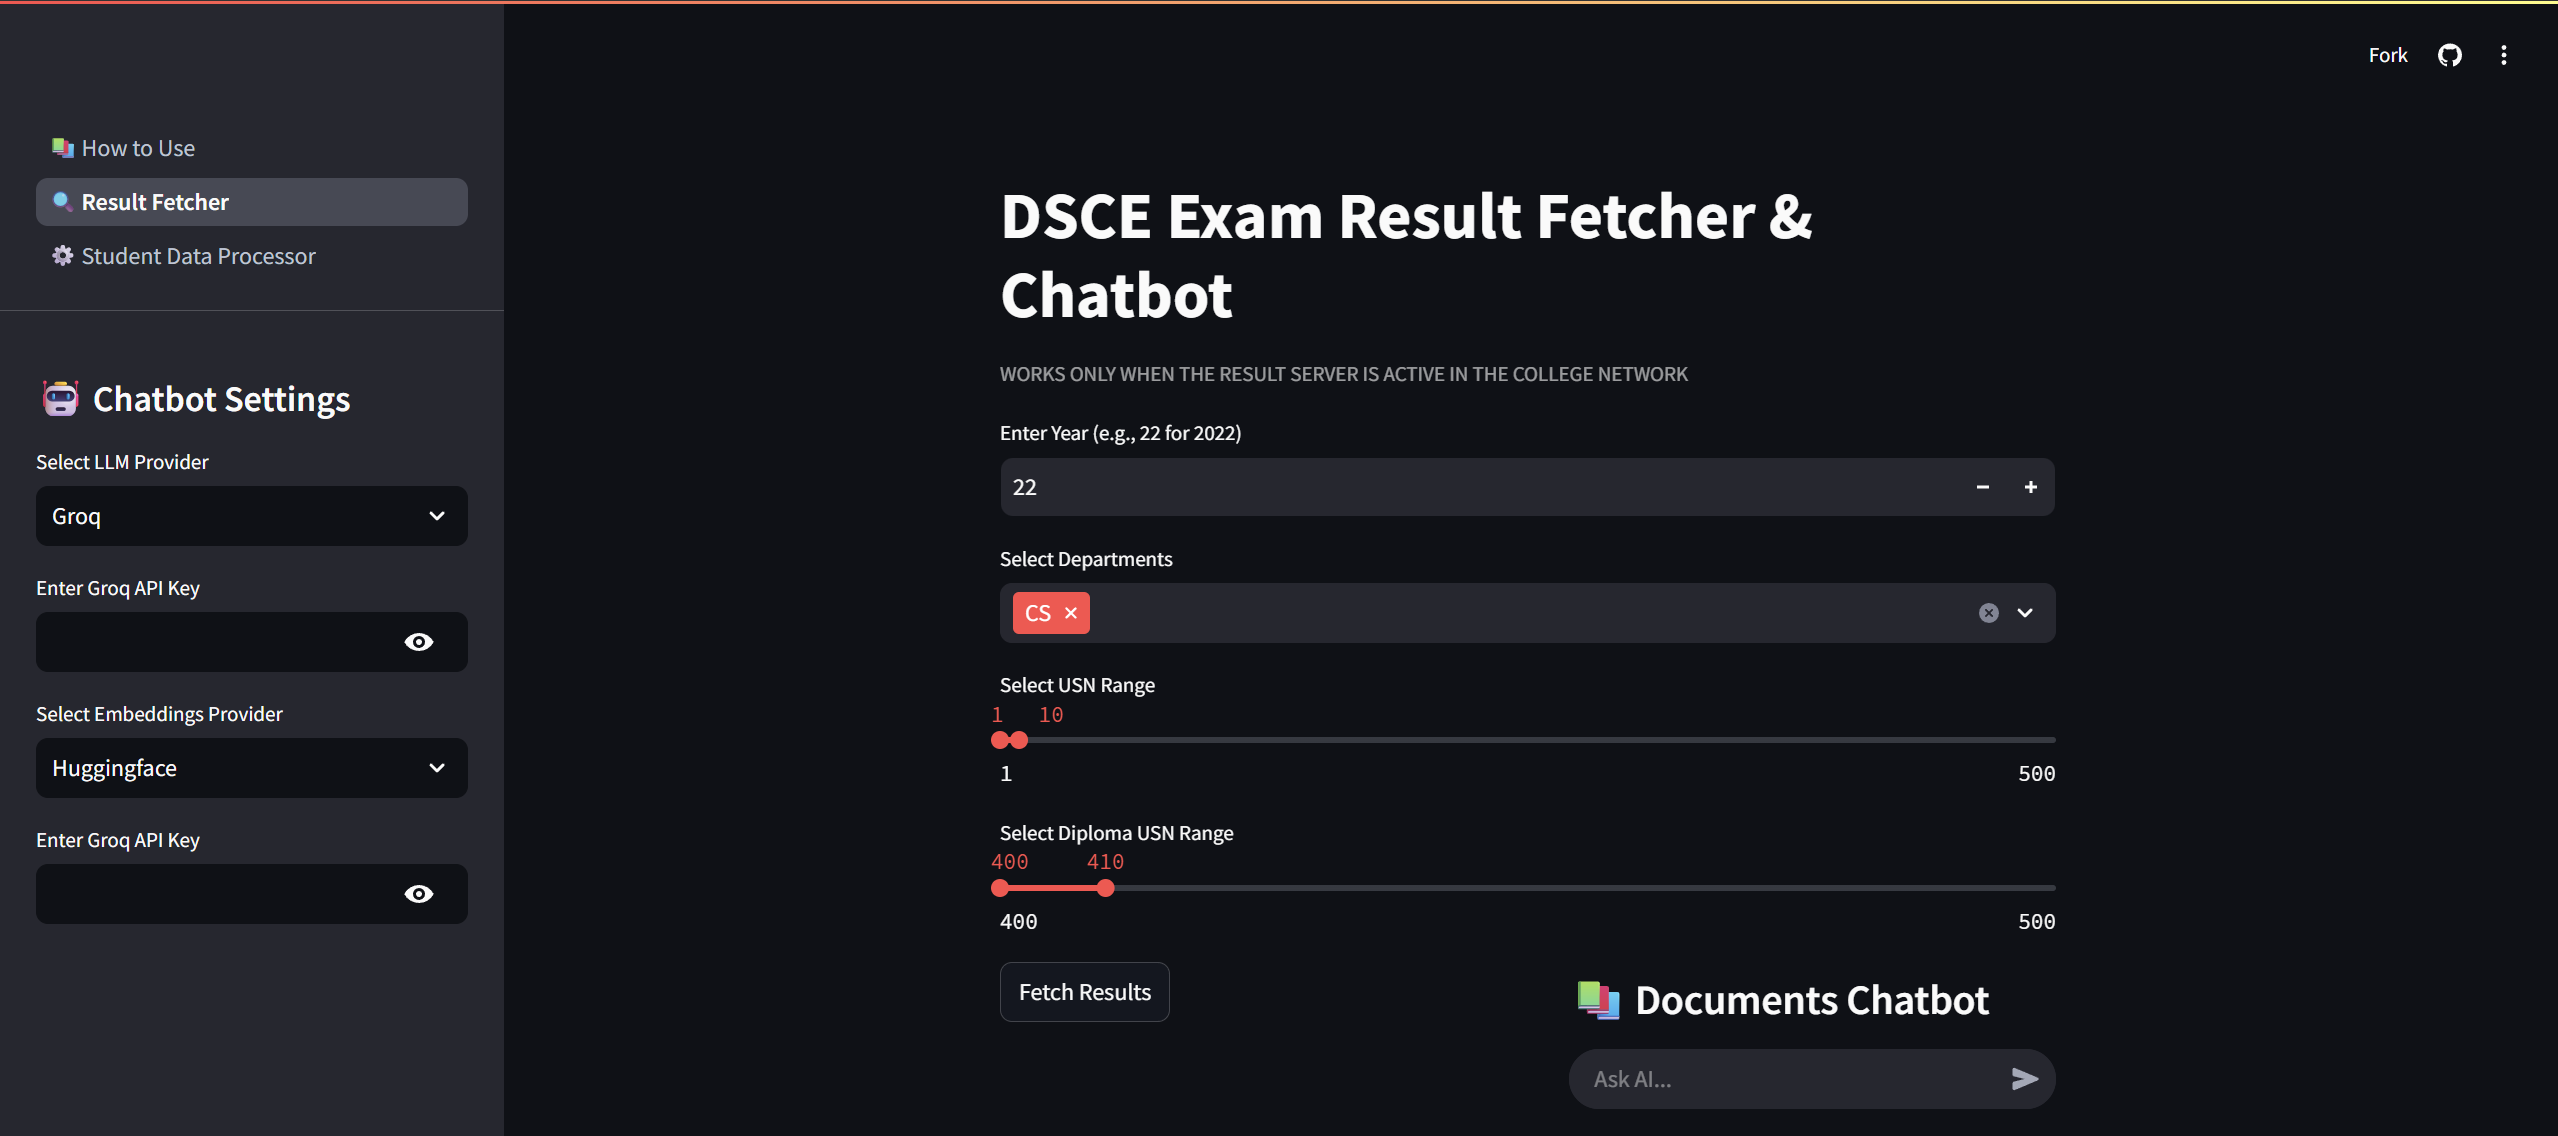 Fork
How to Use
Result Fetcher
Student Data Processor
Chatbot Settings
Select LLM Provider
Groq
Enter Groq API Key
Select Embeddings Provider
Huggingface
Enter Groq API Key
DSCE Exam Result Fetcher &
Chatbot
WORKS ONLY WHEN THE RESULT SERVER IS ACTIVE IN THE COLLEGE NETWORK
Enter Year (e.g., 22 for 2022)
22
Select Departments
CS
Select USN Range
1 10
1 500
Select Diploma USN Range
400 410
400 500
Fetch Results
Documents Chatbot
Ask AI...